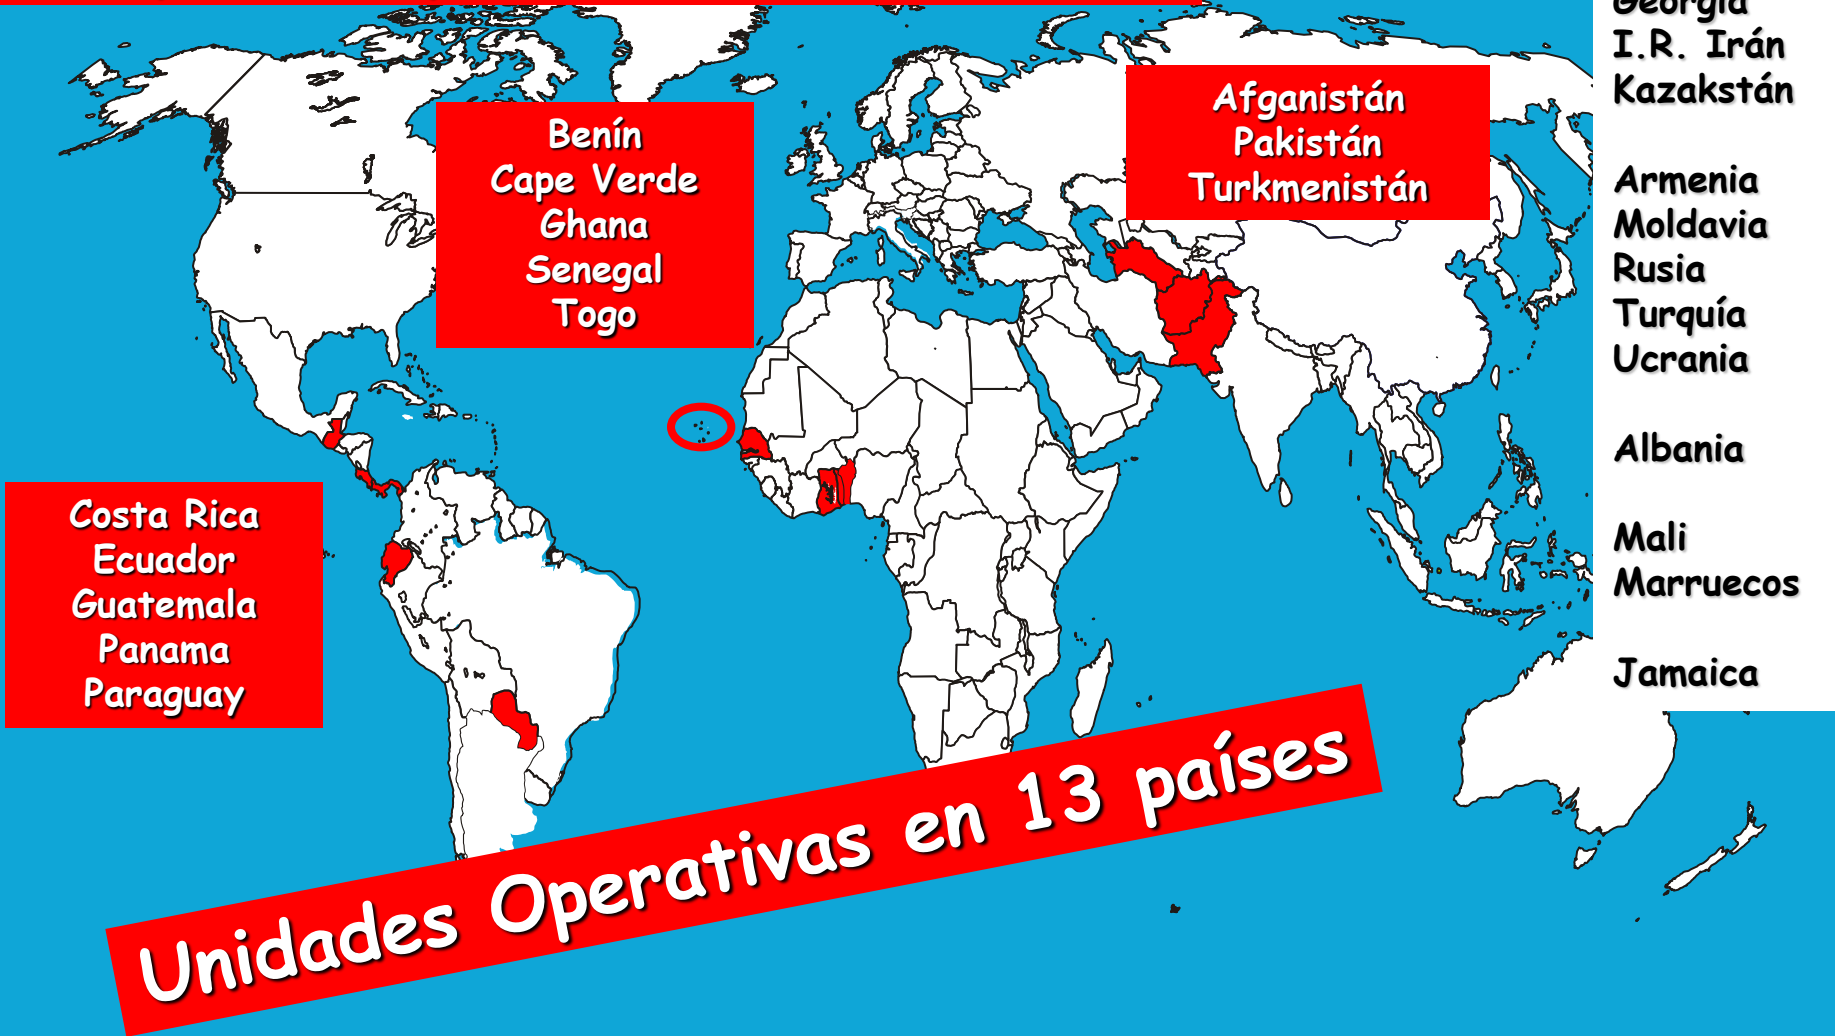 Benín
Cape Verde
Ghana
Senegal
Togo
Afganistán
Pakistán
Turkmenistán
Costa Rica
Ecuador
Guatemala
Panama
Paraguay
Unidades Operativas en 13 países
Georgia
I.R. Irán
Kazakstán
Armenia
Moldavia
Rusia
Turquía
Ucrania
Albania
Mali
Marruecos
Jamaica